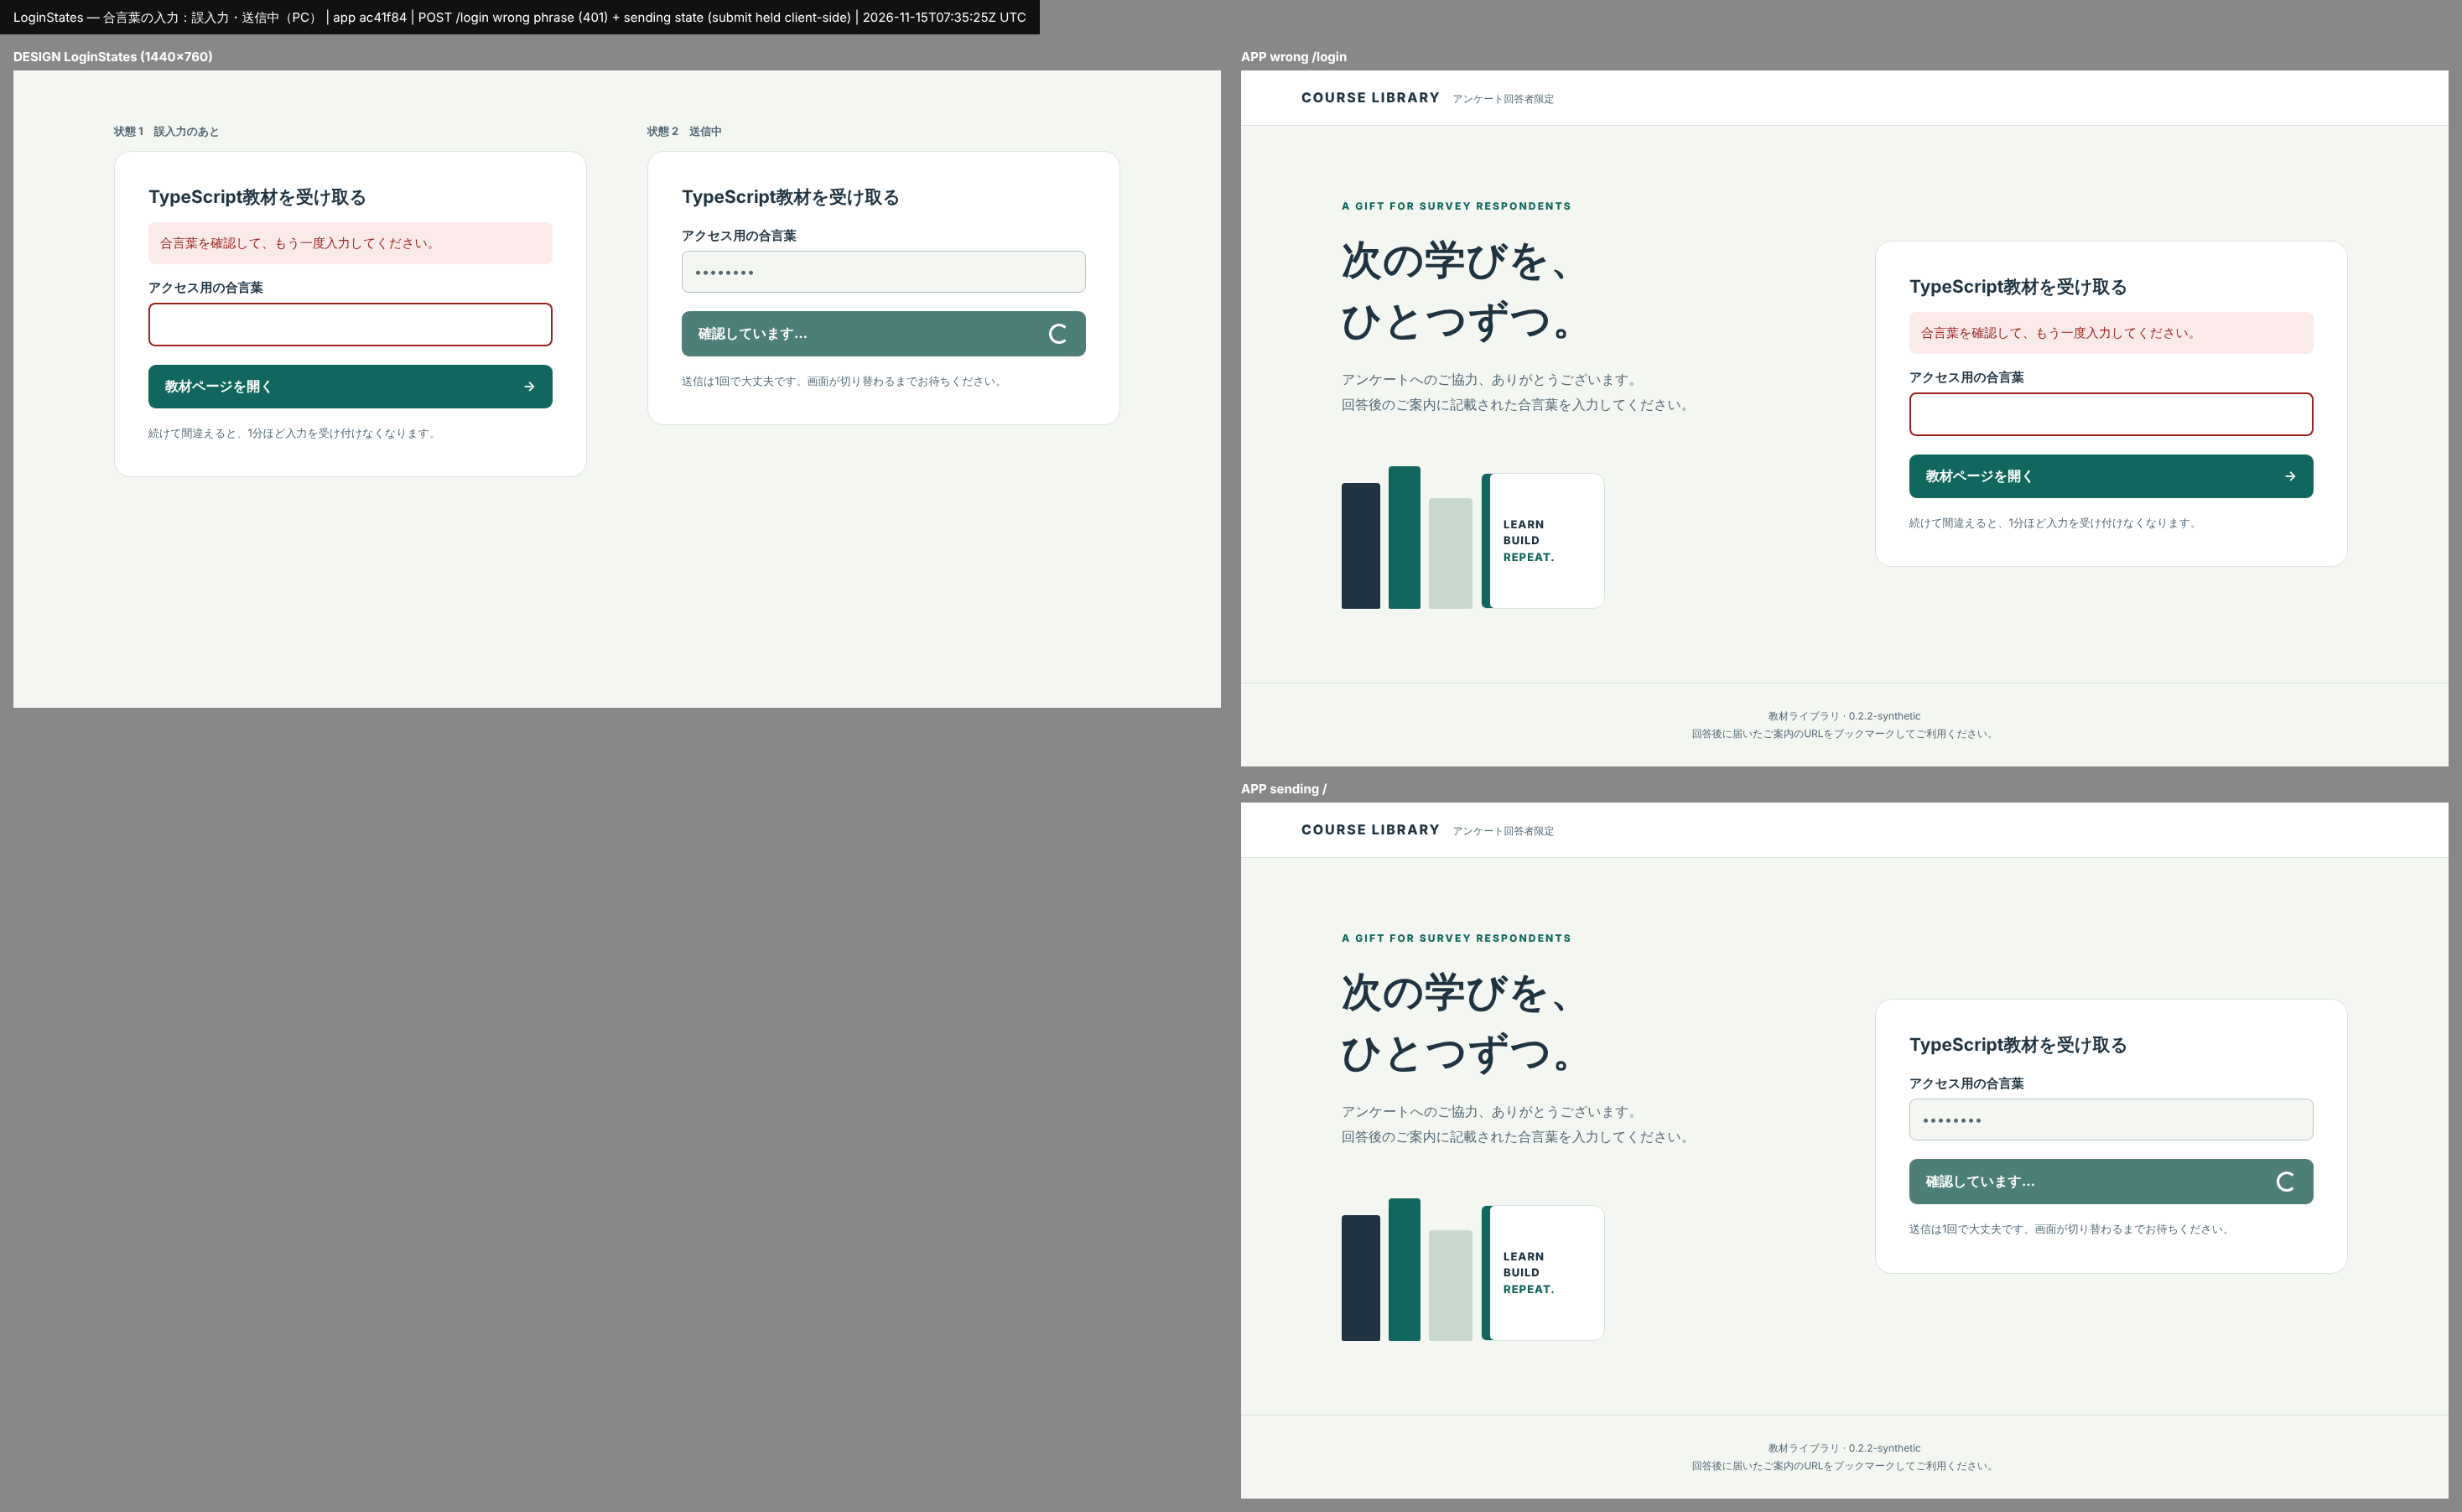 LoginStates — 合言葉の入力：誤入力・送信中（PC） | app ac41f84 | POST /login wrong phrase (401) + sending state (submit held client-side) | 2026-11-15T07:35:25Z UTC
DESIGN LoginStates (1440×760)
状態 1　誤入力のあと
TypeScript教材を受け取る
合言葉を確認して、もう一度入力してください。
アクセス用の合言葉
教材ページを開く →
続けて間違えると、1分ほど入力を受け付けなくなります。
状態 2　送信中
TypeScript教材を受け取る
アクセス用の合言葉
••••••••
確認しています…
送信は1回で大丈夫です。画面が切り替わるまでお待ちください。
APP wrong /login
COURSE LIBRARY アンケート回答者限定
A GIFT FOR SURVEY RESPONDENTS
次の学びを、
ひとつずつ。
アンケートへのご協力、ありがとうございます。
回答後のご案内に記載された合言葉を入力してください。
LEARN
BUILD
REPEAT.
TypeScript教材を受け取る
合言葉を確認して、もう一度入力してください。
アクセス用の合言葉
教材ページを開く →
続けて間違えると、1分ほど入力を受け付けなくなります。
教材ライブラリ · 0.2.2-synthetic
回答後に届いたご案内のURLをブックマークしてご利用ください。
APP sending /
COURSE LIBRARY アンケート回答者限定
A GIFT FOR SURVEY RESPONDENTS
次の学びを、
ひとつずつ。
アンケートへのご協力、ありがとうございます。
回答後のご案内に記載された合言葉を入力してください。
LEARN
BUILD
REPEAT.
TypeScript教材を受け取る
アクセス用の合言葉
••••••••
確認しています…
送信は1回で大丈夫です。画面が切り替わるまでお待ちください。
教材ライブラリ · 0.2.2-synthetic
回答後に届いたご案内のURLをブックマークしてご利用ください。